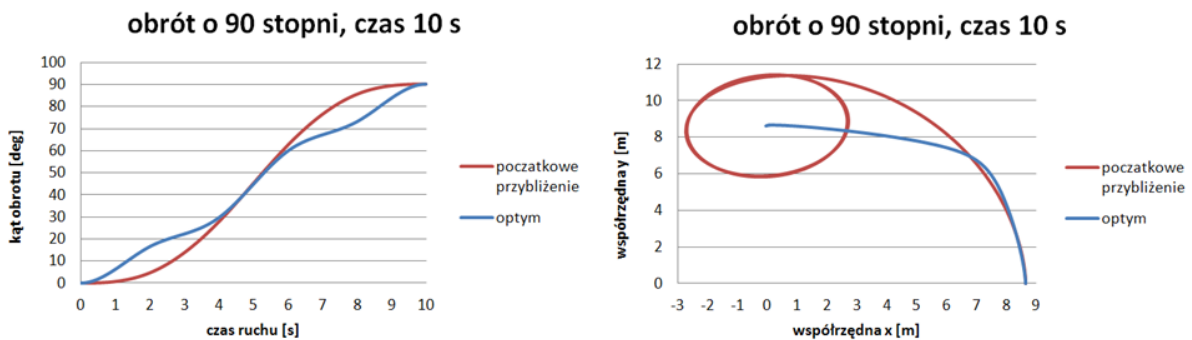 obrót o 90 stopni, czas 10 s
100
90
80
70
60
50
40
30
20
10
0
0 1 2 3 4 5 6 7 8 9 10
kąt obrotu [deg]
czas ruchu [s]
początkowe
przybliżenie
optym
obrót o 90 stopni, czas 10 s
12
10
8
6
4
2
0
-3 -2 -1 0 1 2 3 4 5 6 7 8 9
współrzędna y [m]
współrzędna x [m]
początkowe
przybliżenie
optym